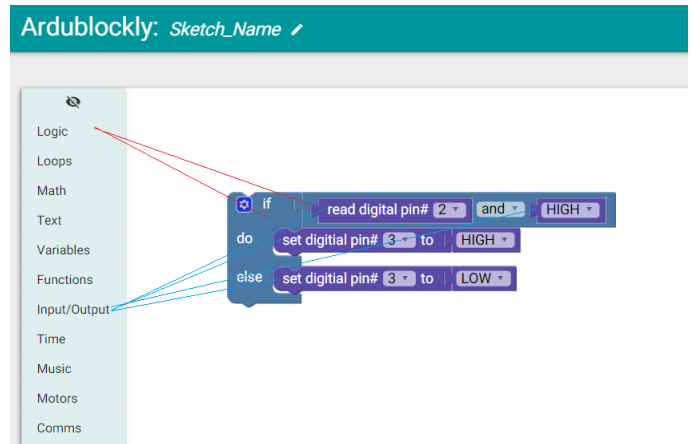 Ardublockly: Sketch_Name
Logic
Loops
Math
Text
Variables
Functions
Input/Output
Time
Music
Motors
Comms
if read digital pin# 2 and HIGH
do set digitial pin# 3 to HIGH
else set digitial pin# 3 to LOW